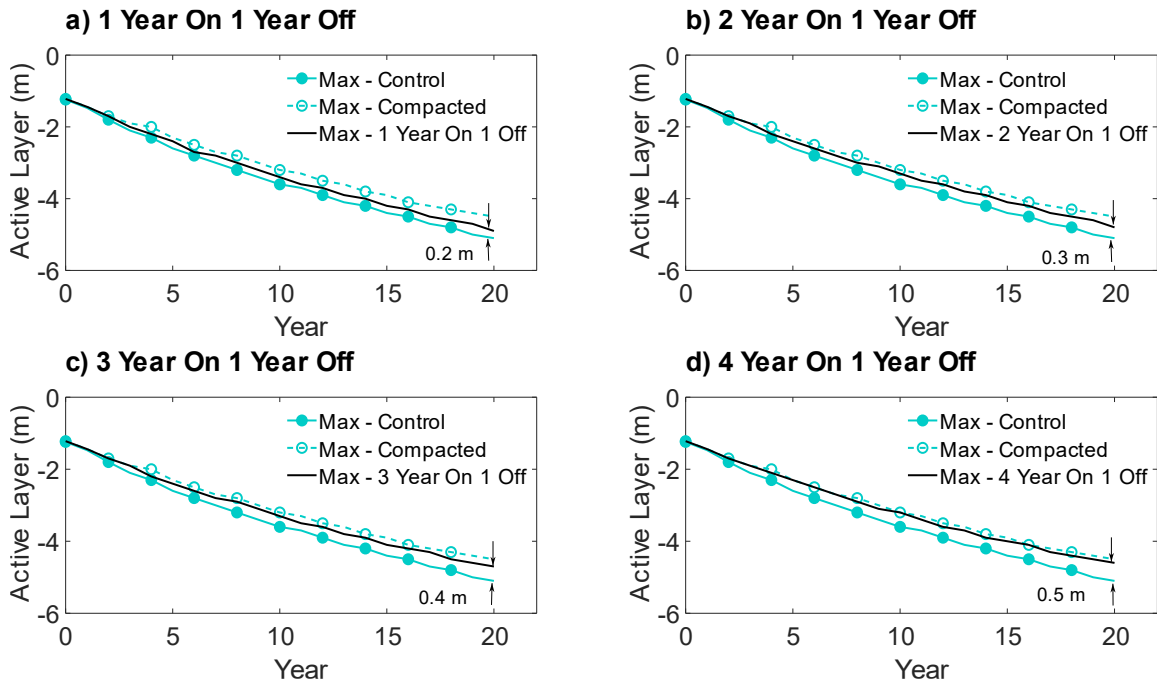 a) 1 Year On 1 Year Off
Active Layer (m)
0
-2
-4
-6
Max - Control
Max - Compacted
Max - 1 Year On 1 Off
0.2 m
0 5 10 15 20
Year
b) 2 Year On 1 Year Off
Active Layer (m)
0
-2
-4
-6
Max - Control
Max - Compacted
Max - 2 Year On 1 Off
0.3 m
0 5 10 15 20
Year
c) 3 Year On 1 Year Off
Active Layer (m)
0
-2
-4
-6
Max - Control
Max - Compacted
Max - 3 Year On 1 Off
0.4 m
0 5 10 15 20
Year
d) 4 Year On 1 Year Off
Active Layer (m)
0
-2
-4
-6
Max - Control
Max - Compacted
Max - 4 Year On 1 Off
0.5 m
0 5 10 15 20
Year